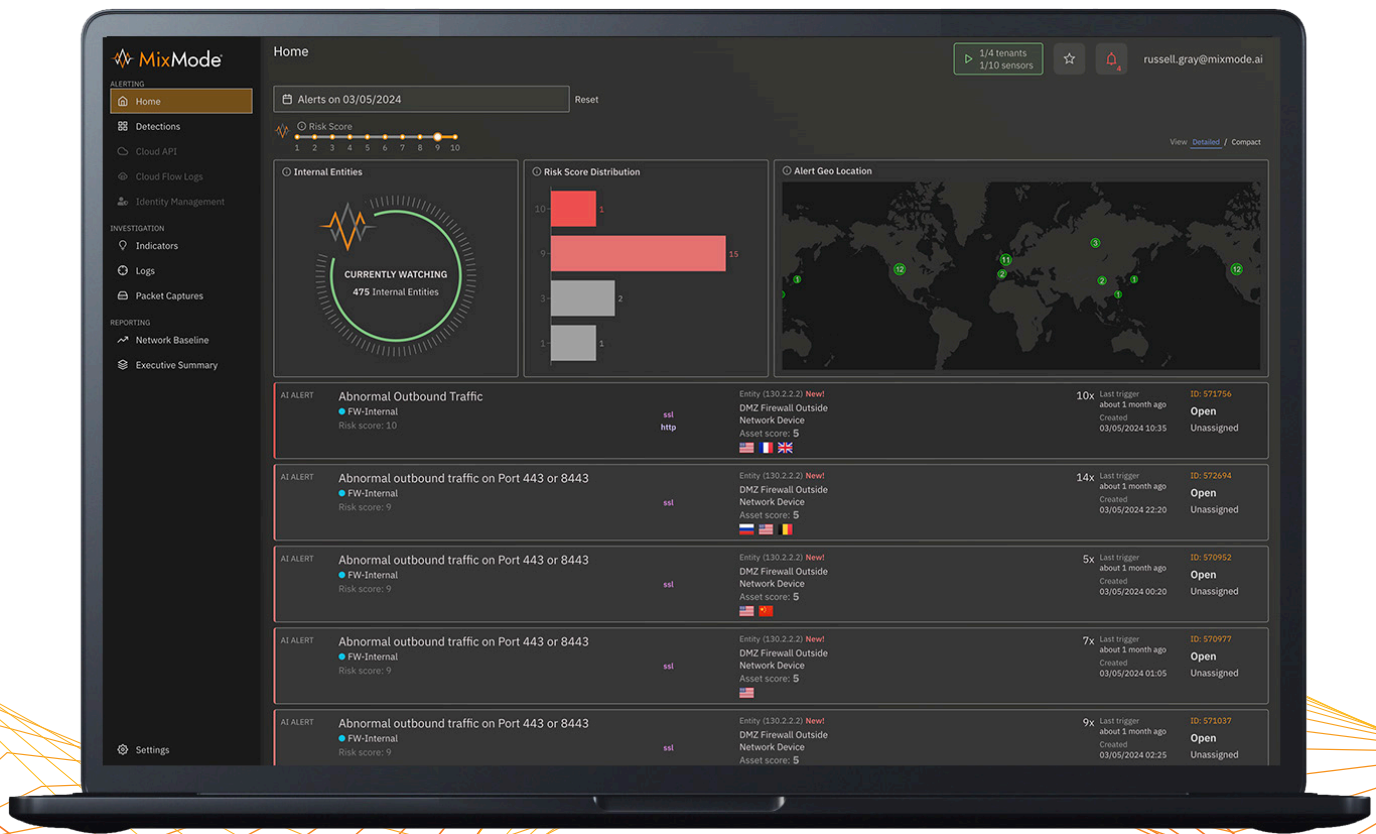 MixMode
ALERTING
Home
Detections
Cloud API
Cloud Flow Logs
Identity Management
INVESTIGATION
Indicators
Logs
Packet Captures
REPORTING
Network Baseline
Executive Summary
Settings
Home
1/4 tenants
1/10 sensors
4
russell.gray@mixmode.ai
Alerts on 03/05/2024
Reset
Risk Score
1 2 3 4 5 6 7 8 9 10
View Detailed / Compact
Internal Entities
CURRENTLY WATCHING
475 Internal Entities
Risk Score Distribution
10 1
9 15
3 2
1 1
Alert Geo Location
3
11
12
2
2
1
1
1
12
AI ALERT
Abnormal Outbound Traffic
FW-Internal
Risk score: 10
ssl
http
Entity (130.2.2.2) New!
DMZ Firewall Outside
Network Device
Asset score: 5
10x
Last trigger
about 1 month ago
Created
03/05/2024 10:35
ID: 571756
Open
Unassigned
AI ALERT
Abnormal outbound traffic on Port 443 or 8443
FW-Internal
Risk score: 9
ssl
Entity (130.2.2.2) New!
DMZ Firewall Outside
Network Device
Asset score: 5
14x
Last trigger
about 1 month ago
Created
03/05/2024 22:20
ID: 572694
Open
Unassigned
AI ALERT
Abnormal outbound traffic on Port 443 or 8443
FW-Internal
Risk score: 9
ssl
Entity (130.2.2.2) New!
DMZ Firewall Outside
Network Device
Asset score: 5
5x
Last trigger
about 1 month ago
Created
03/05/2024 00:20
ID: 570952
Open
Unassigned
AI ALERT
Abnormal outbound traffic on Port 443 or 8443
FW-Internal
Risk score: 9
ssl
Entity (130.2.2.2) New!
DMZ Firewall Outside
Network Device
Asset score: 5
7x
Last trigger
about 1 month ago
Created
03/05/2024 01:05
ID: 570977
Open
Unassigned
AI ALERT
Abnormal outbound traffic on Port 443 or 8443
FW-Internal
Risk score: 9
ssl
Entity (130.2.2.2) New!
DMZ Firewall Outside
Network Device
Asset score: 5
9x
Last trigger
about 1 month ago
Created
03/05/2024 02:25
ID: 571037
Open
Unassigned